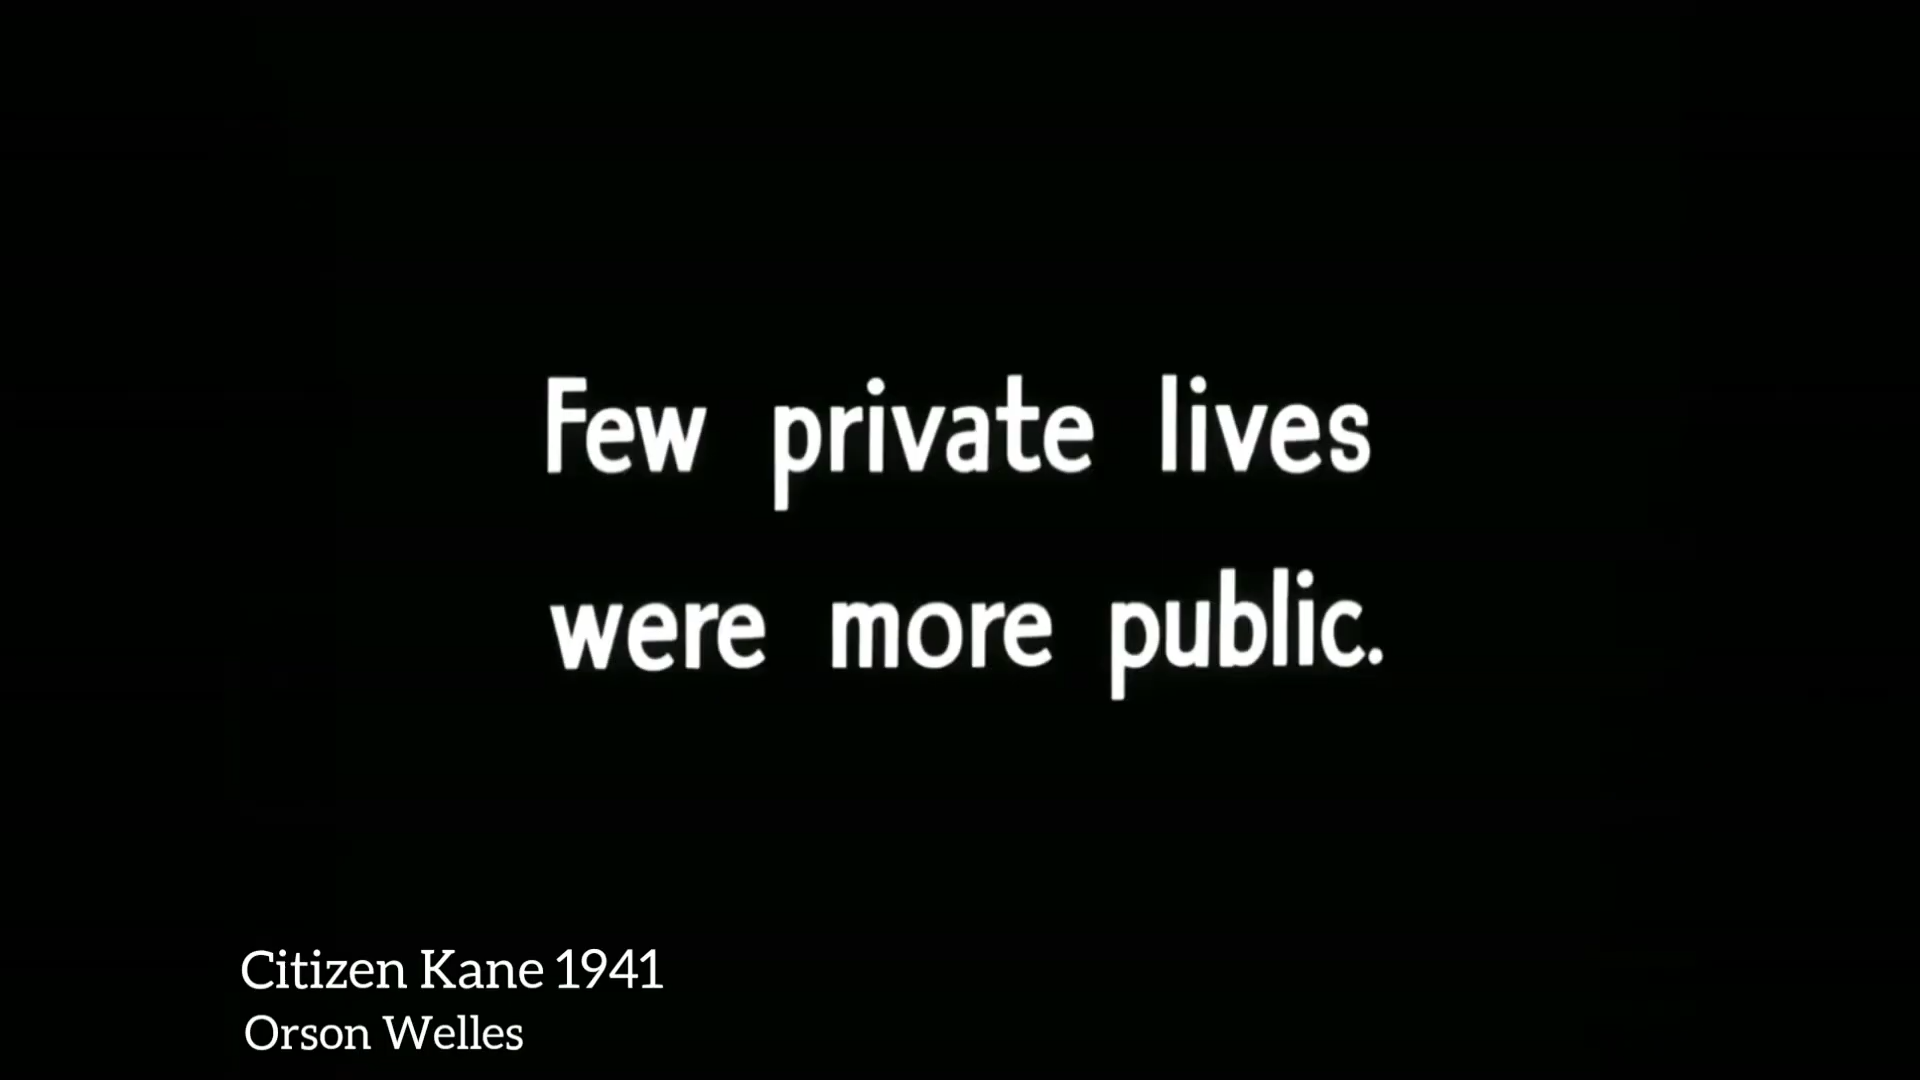 Few private lives
were more public.
Citizen Kane 1941
Orson Welles